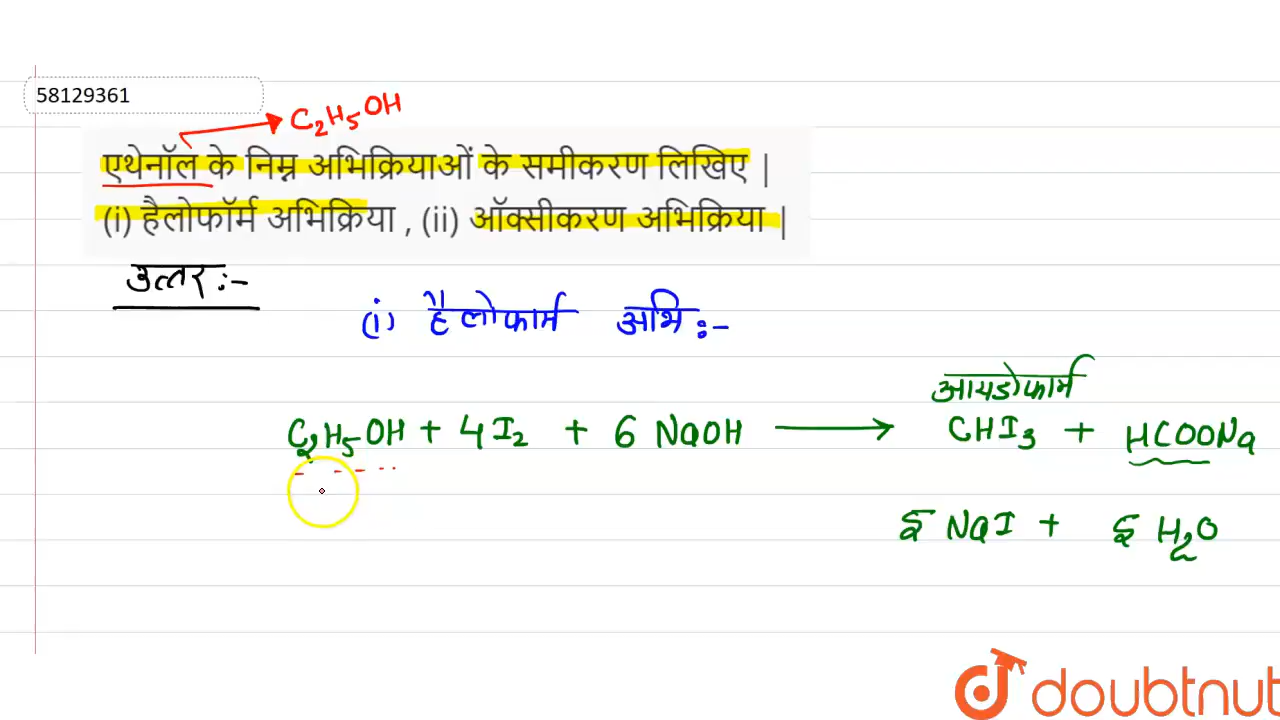 58129361
C₂H₅OH
एथेनॉल के निम्न अभिक्रियाओं के समीकरण लिखिए |
(i) हैलोफॉर्म अभिक्रिया , (ii) ऑक्सीकरण अभिक्रिया |
उत्तर :-
(i) हैलोफार्म अभि :-
आयडोफार्म
C₂H₅OH + 4I₂ + 6 NaOH → CHI₃ + HCOONa
5 NaI + 5 H₂O
doubtnut